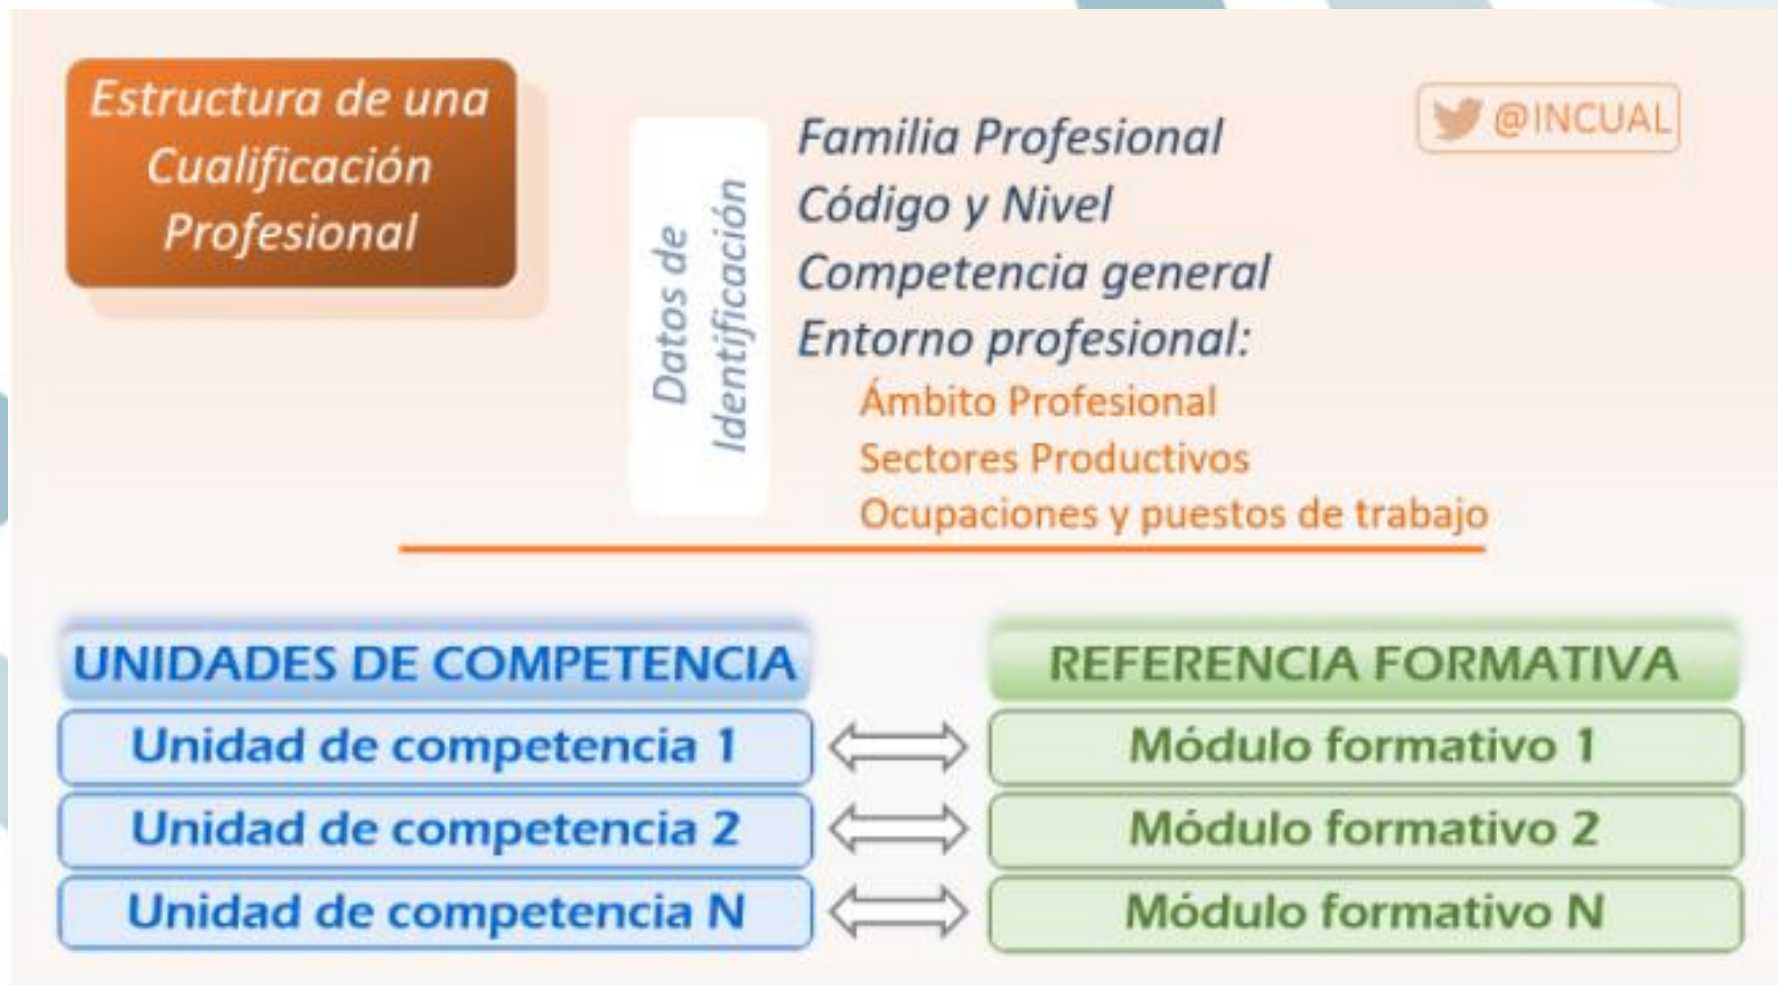 Estructura de una
Cualificación
Profesional
@INCUAL
Datos de
Identificación
Familia Profesional
Código y Nivel
Competencia general
Entorno profesional:
Ámbito Profesional
Sectores Productivos
Ocupaciones y puestos de trabajo
UNIDADES DE COMPETENCIA
Unidad de competencia 1
Unidad de competencia 2
Unidad de competencia N
REFERENCIA FORMATIVA
Módulo formativo 1
Módulo formativo 2
Módulo formativo N